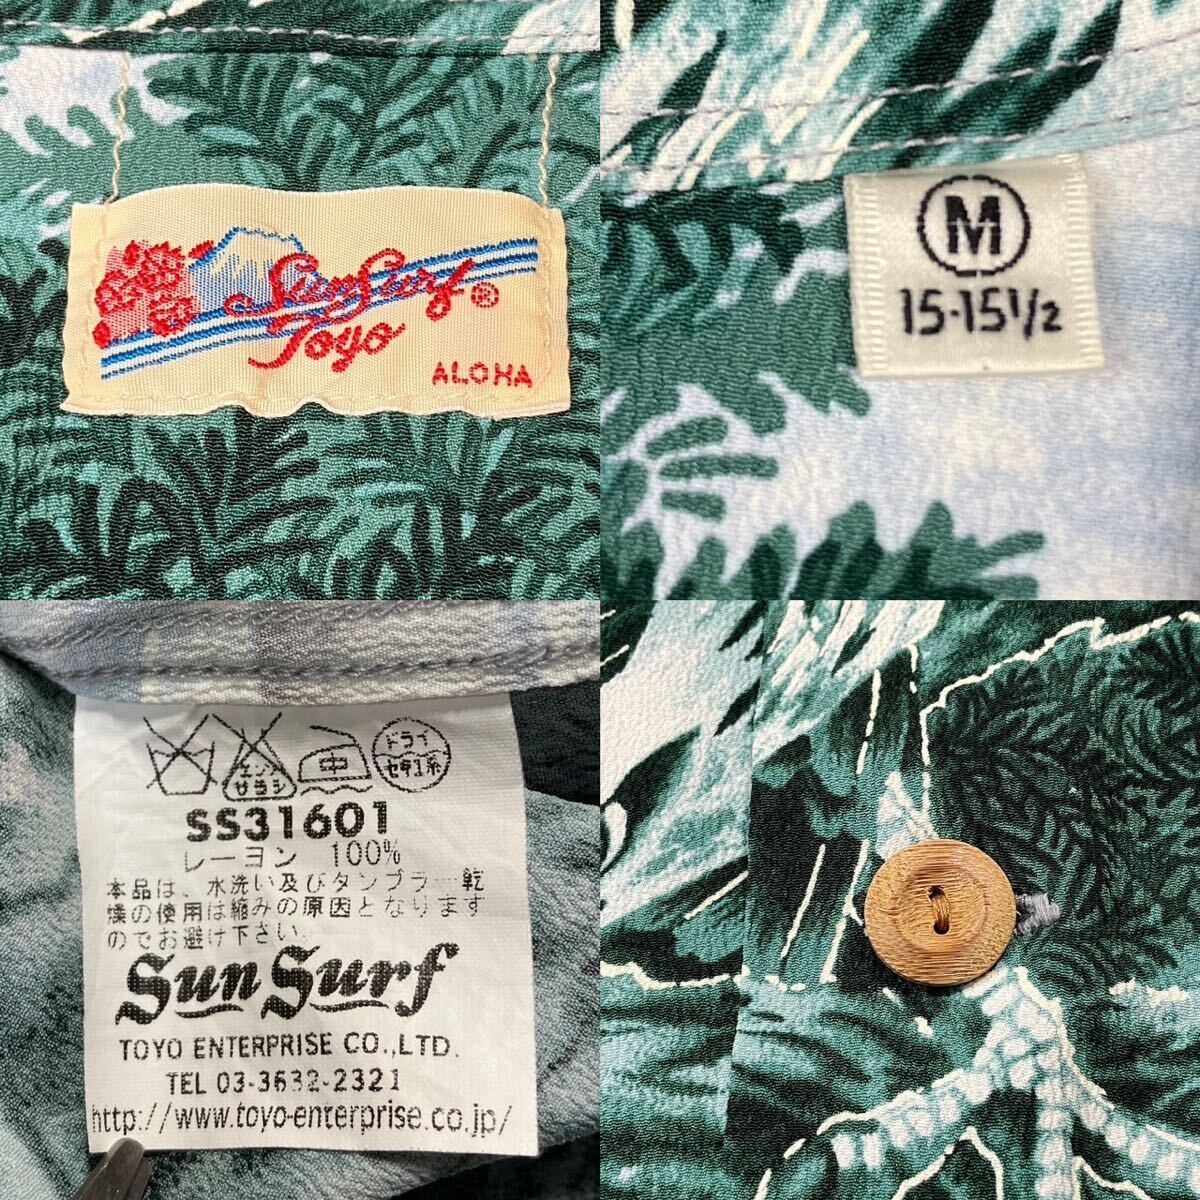 Sun Surf ®
Toyo
ALOHA
M
15-15 1/2
エンソ
サラシ
中
ドライ
セキユ系
SS31601
レーヨン 100%
本品は、水洗い及びタンブラー乾
燥の使用は縮みの原因となります
のでお避け下さい。
Sun Surf
TOYO ENTERPRISE CO.,LTD.
TEL 03-3632-2321
http://www.toyo-enterprise.co.jp/